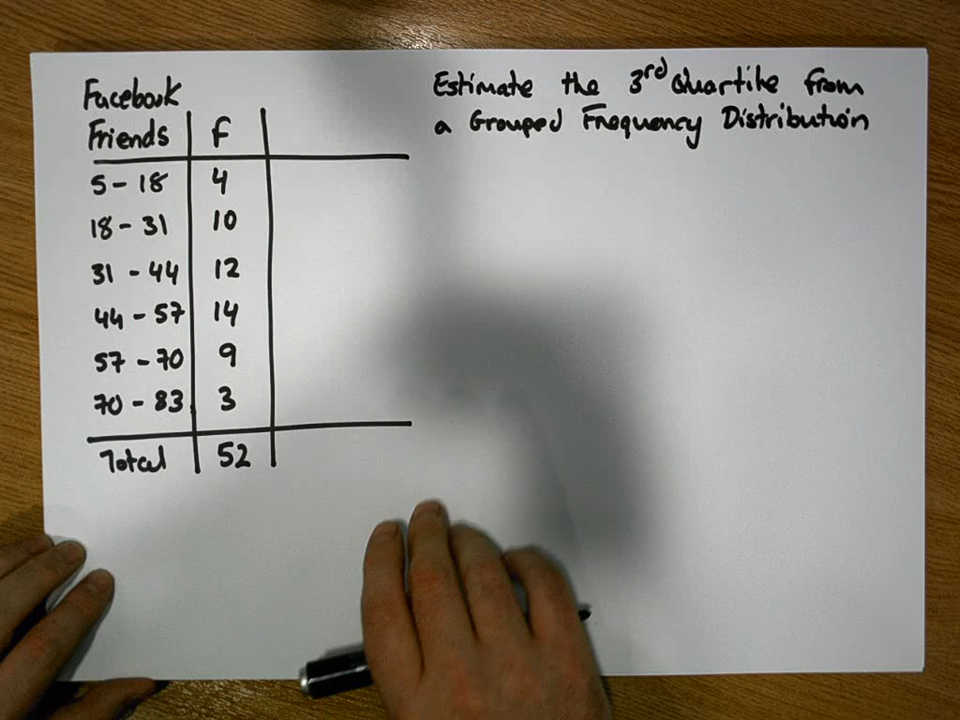 Estimate the 3rd Quartile from
a Grouped Frequency Distribution
Facebook
Friends F
5 - 18 4
18 - 31 10
31 - 44 12
44 - 57 14
57 - 70 9
70 - 83 3
Total 52